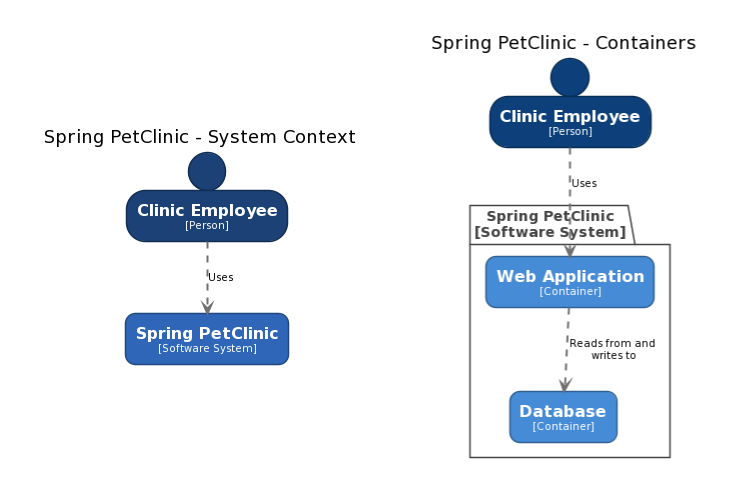 Spring PetClinic - System Context
Clinic Employee
[Person]
Uses
Spring PetClinic
[Software System]
Spring PetClinic - Containers
Clinic Employee
[Person]
Uses
Spring PetClinic
[Software System]
Web Application
[Container]
Reads from and
writes to
Database
[Container]